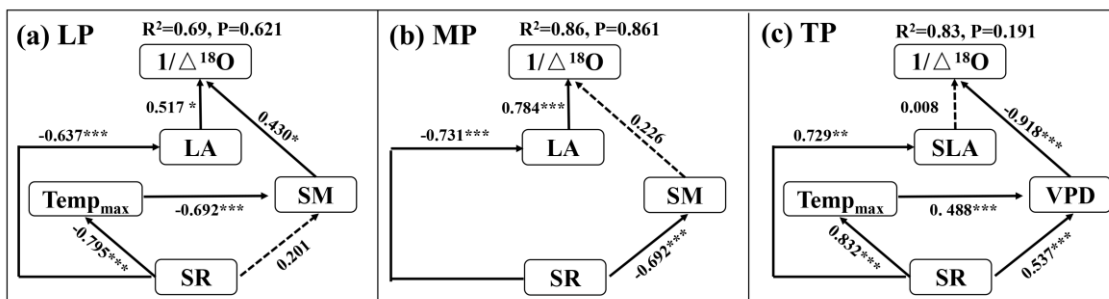 (a) LP
R²=0.69, P=0.621
1/△¹⁸O
0.517 *
0.430*
-0.637***
LA
Tempmax
-0.692***
SM
-0.795***
0.201
SR
(b) MP
R²=0.86, P=0.861
1/△¹⁸O
0.784***
0.226
-0.731***
LA
SM
-0.692***
SR
(c) TP
R²=0.83, P=0.191
1/△¹⁸O
0.008
-0.918***
0.729**
SLA
Tempmax
0. 488***
VPD
0.832***
0.537***
SR